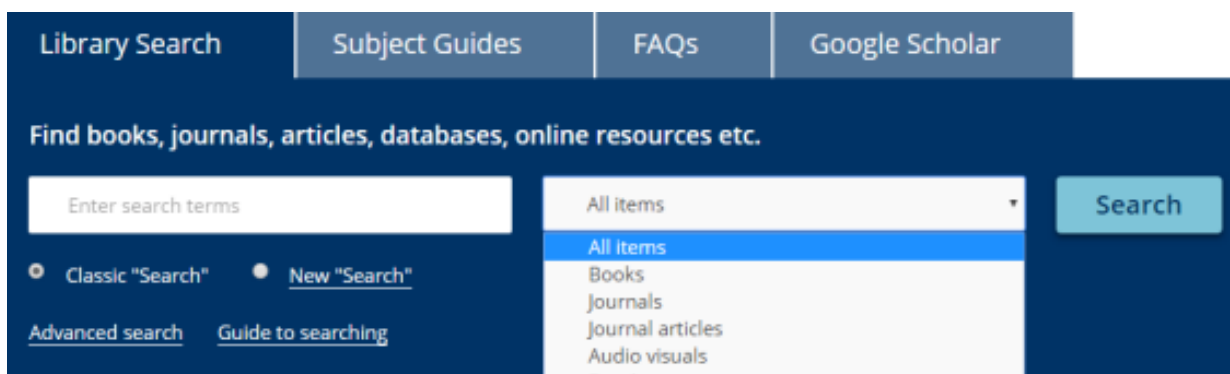 Library Search
Subject Guides
FAQs
Google Scholar
Find books, journals, articles, databases, online resources etc.
Enter search terms
All items
Search
All items
Books
Journals
Journal articles
Audio visuals
Classic "Search"
New "Search"
Advanced search
Guide to searching